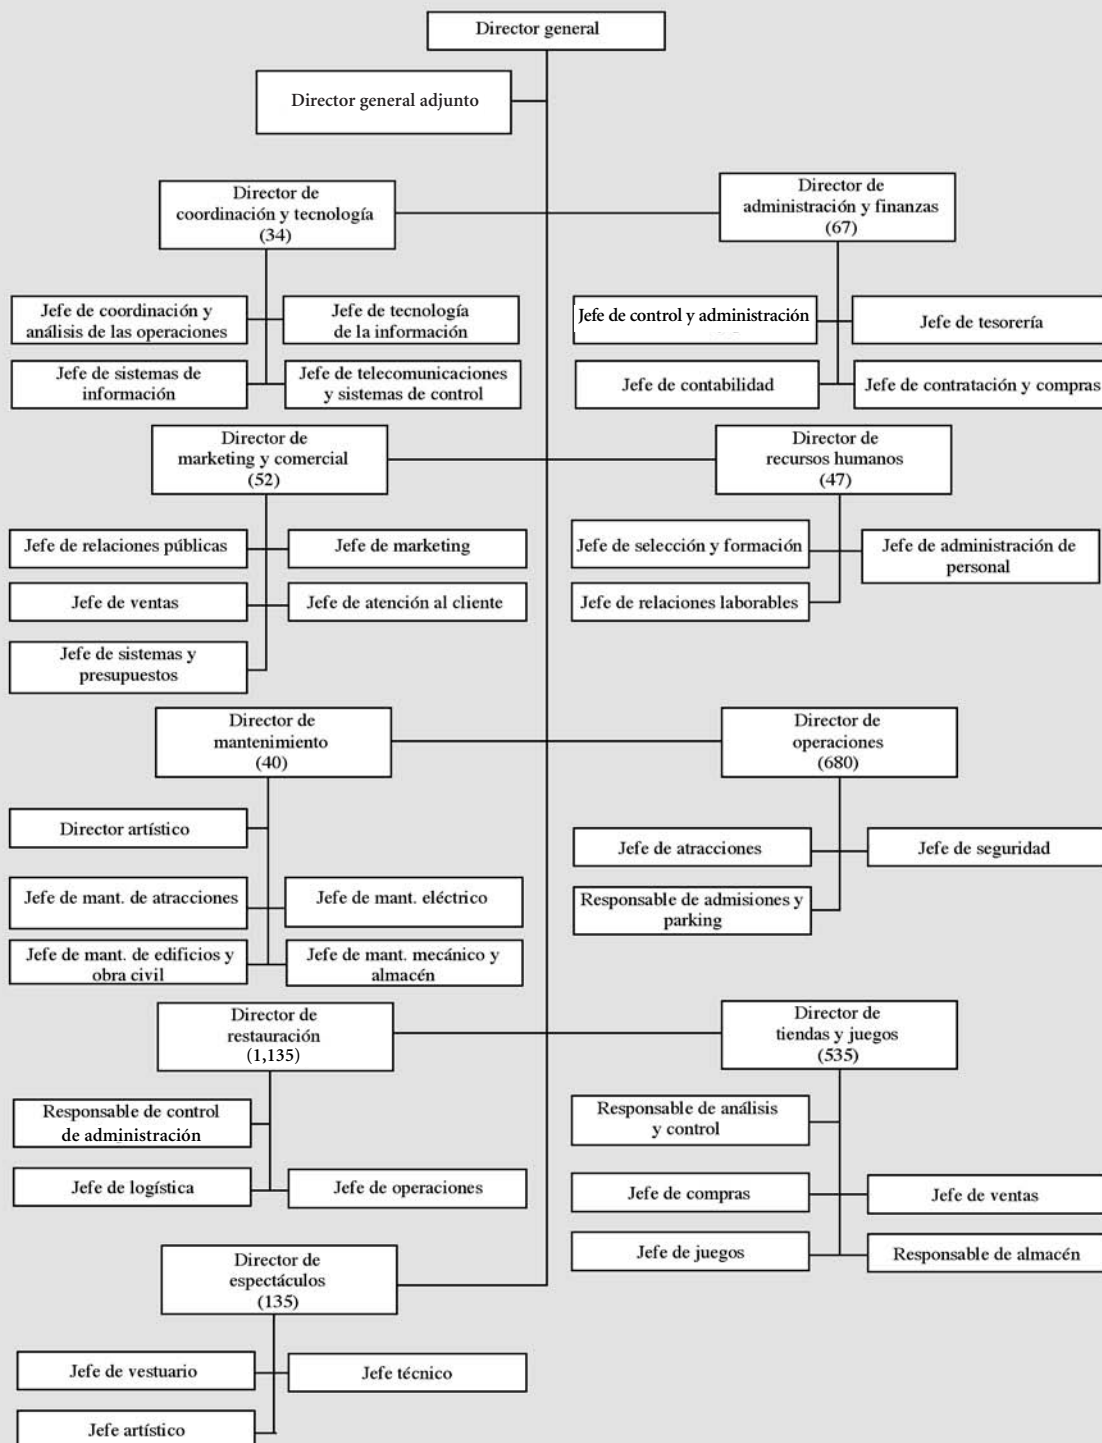 Director general
Director general adjunto
Director de
coordinación y tecnología
(34)
Director de
administración y finanzas
(67)
Jefe de coordinación y
análisis de las operaciones
Jefe de tecnología
de la información
Jefe de control y administración
Jefe de tesorería
Jefe de sistemas de
información
Jefe de telecomunicaciones
y sistemas de control
Jefe de contabilidad
Jefe de contratación y compras
Director de
marketing y comercial
(52)
Director de
recursos humanos
(47)
Jefe de relaciones públicas
Jefe de marketing
Jefe de selección y formación
Jefe de administración de
personal
Jefe de ventas
Jefe de atención al cliente
Jefe de relaciones laborables
Jefe de sistemas y
presupuestos
Director de
mantenimiento
(40)
Director de
operaciones
(680)
Director artístico
Jefe de atracciones
Jefe de seguridad
Jefe de mant. de atracciones
Jefe de mant. eléctrico
Responsable de admisiones y
parking
Jefe de mant. de edificios y
obra civil
Jefe de mant. mecánico y
almacén
Director de
restauración
(1,135)
Director de
tiendas y juegos
(535)
Responsable de control
de administración
Responsable de análisis
y control
Jefe de logística
Jefe de operaciones
Jefe de compras
Jefe de ventas
Jefe de juegos
Responsable de almacén
Director de
espectáculos
(135)
Jefe de vestuario
Jefe técnico
Jefe artístico